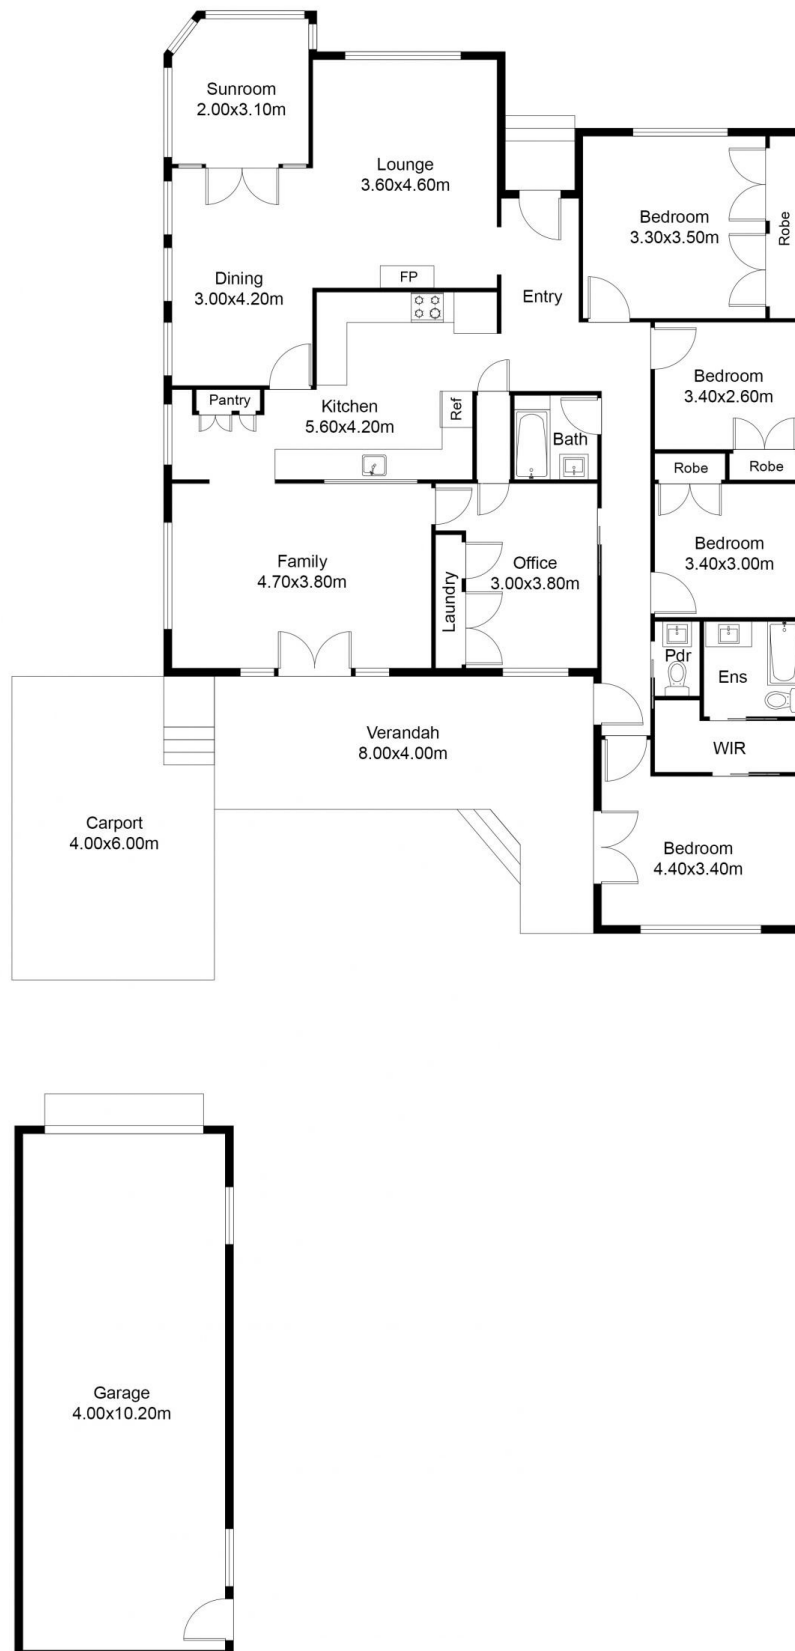 Sunroom
2.00x3.10m
Lounge
3.60x4.60m
Bedroom
3.30x3.50m
Robe
FP
Dining
3.00x4.20m
Entry
Bedroom
3.40x2.60m
Pantry
Kitchen
5.60x4.20m
Ref
Bath
Robe
Robe
Family
4.70x3.80m
Laundry
Office
3.00x3.80m
Bedroom
3.40x3.00m
Pdr
Ens
Verandah
8.00x4.00m
WIR
Carport
4.00x6.00m
Bedroom
4.40x3.40m
Garage
4.00x10.20m